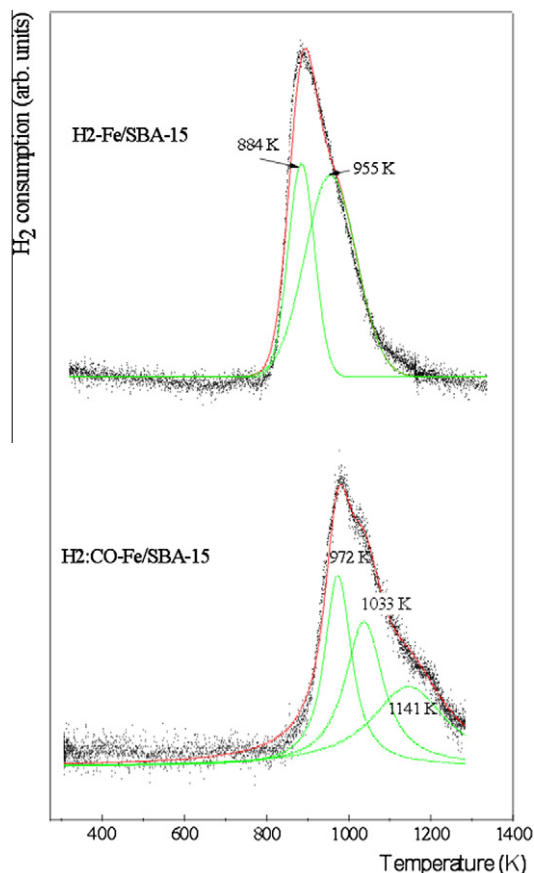 H₂ consumption (arb. units)
H2-Fe/SBA-15
884 K
955 K
H2:CO-Fe/SBA-15
972 K
1033 K
1141 K
400 600 800 1000 1200 1400
Temperature (K)